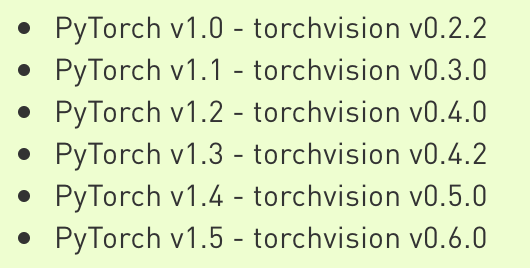 • PyTorch v1.0 - torchvision v0.2.2
• PyTorch v1.1 - torchvision v0.3.0
• PyTorch v1.2 - torchvision v0.4.0
• PyTorch v1.3 - torchvision v0.4.2
• PyTorch v1.4 - torchvision v0.5.0
• PyTorch v1.5 - torchvision v0.6.0